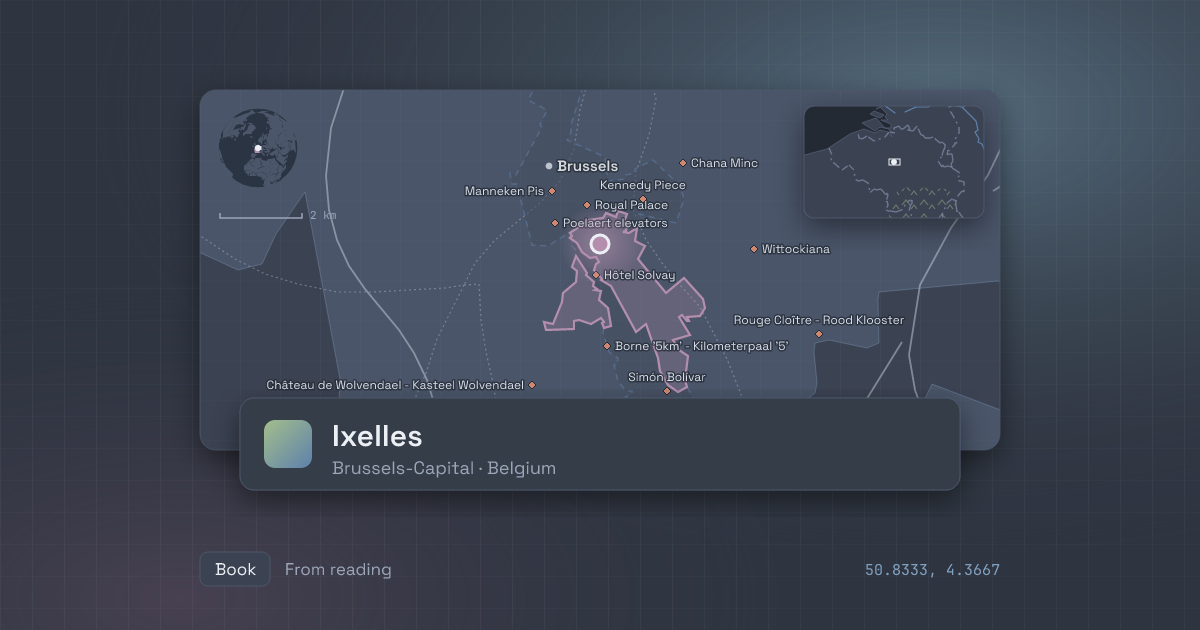 Brussels
Chana Minc
Manneken Pis
Kennedy Piece
Royal Palace
2 km
Poelaert elevators
Wittockiana
Hôtel Solvay
Rouge Cloître - Rood Klooster
Borne '5km' - Kilometerpaal '5'
Simón Bolívar
Château de Wolvendael - Kasteel Wolvendael
Ixelles
Brussels-Capital · Belgium
Book
From reading
50.8333, 4.3667